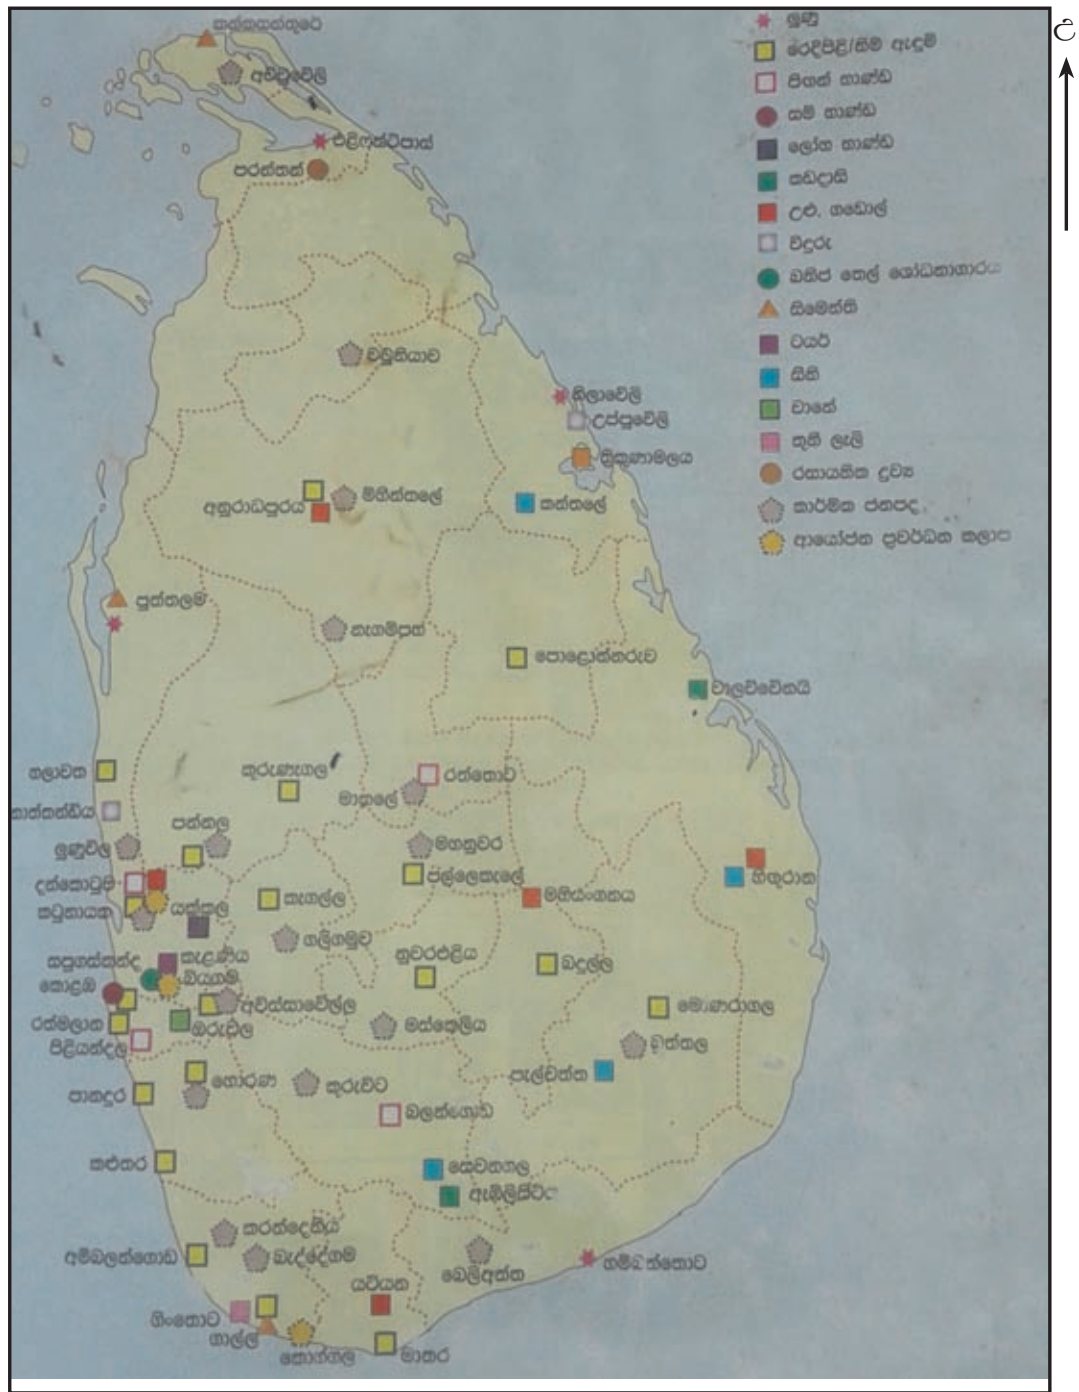 උ
ලුණු
රෙදිපිළි/නිම ඇඳුම්
පිඟන් භාණ්ඩ
සම් භාණ්ඩ
ලෝහ භාණ්ඩ
කඩදාසි
උළු. ගඩොල්
වීදුරු
ඛනිජ තෙල් ශෝධනාගාරය
සිමෙන්ති
ටයර්
සීනි
වානේ
තුනී ලෑලි
රසායනික ද්‍රව්‍ය
කාර්මික ජනපද
ආයෝජන ප්‍රවර්ධන කලාප
කන්කසන්තුරේ
අච්චුවේලි
එළිෆන්ට්පාස්
පරන්තන්
වවුනියාව
නිලාවේලි
උප්පුවේලි
ත්‍රිකුණාමලය
කන්තලේ
අනුරාධපුරය
මිහින්තලේ
පුත්තලම
නෑගම්පහ
පොළොන්නරුව
වාලච්චේනයි
හලාවත
කුරුණෑගල
රත්තොට
මාතලේ
නාත්තන්ඩිය
පන්නල
ලුණුවිල
මහනුවර
පල්ලෙකැලේ
දන්කොටුව
කටුනායක
යක්කල
කෑගල්ල
මහියංගනය
හිඟුරාන
ගලිගමුව
සපුගස්කන්ද
කැළණිය
බියගම
නුවරඑළිය
බදුල්ල
කොළඹ
අවිස්සාවේල්ල
මොණරාගල
රත්මලාන
ඔරුවල
මස්කෙලිය
බුත්තල
පිළියන්දල
පැල්වත්ත
හොරණ
කුරුවිට
පානදුර
බලන්ගොඩ
කළුතර
සෙවනගල
ඇඹිලිපිටිය
කරන්දෙනිය
අම්බලන්ගොඩ
බැද්දේගම
බෙලිඅත්ත
හම්බන්තොට
යටියන
ගිංතොට
ගාල්ල
කොග්ගල
මාතර